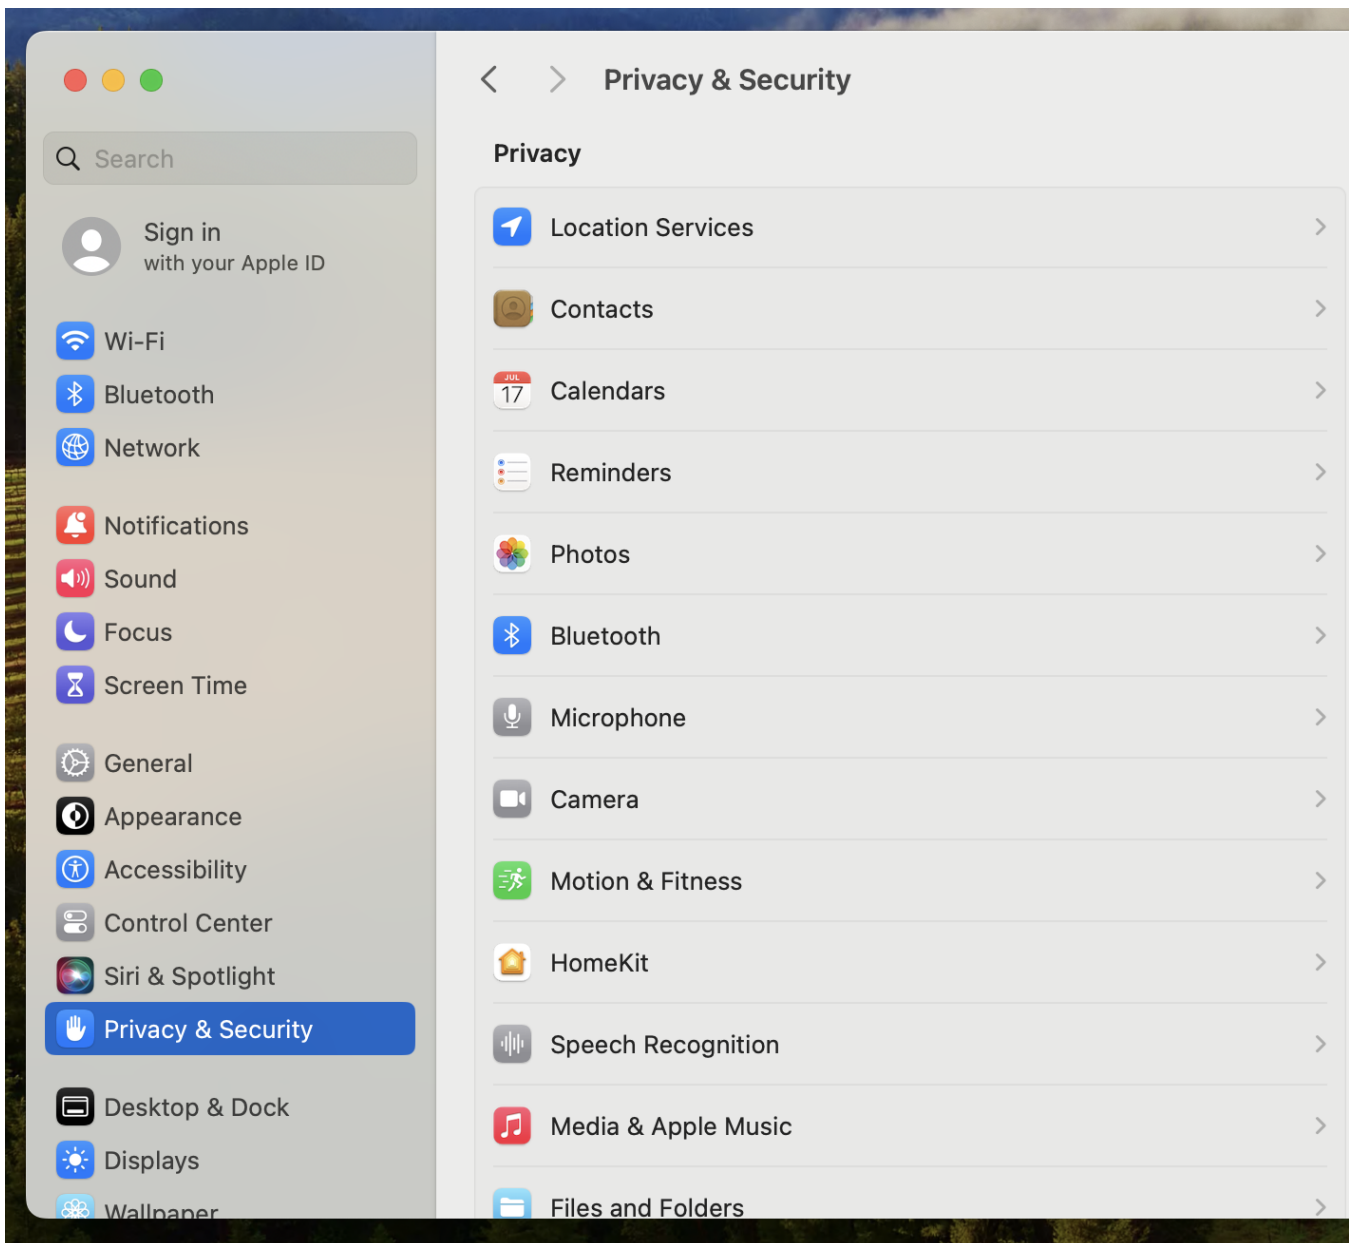 Privacy & Security
Search
Sign in
with your Apple ID
Wi-Fi
Bluetooth
Network
Notifications
Sound
Focus
Screen Time
General
Appearance
Accessibility
Control Center
Siri & Spotlight
Privacy & Security
Desktop & Dock
Displays
Wallpaper
Privacy
Location Services
Contacts
JUL
17
Calendars
Reminders
Photos
Bluetooth
Microphone
Camera
Motion & Fitness
HomeKit
Speech Recognition
Media & Apple Music
Files and Folders